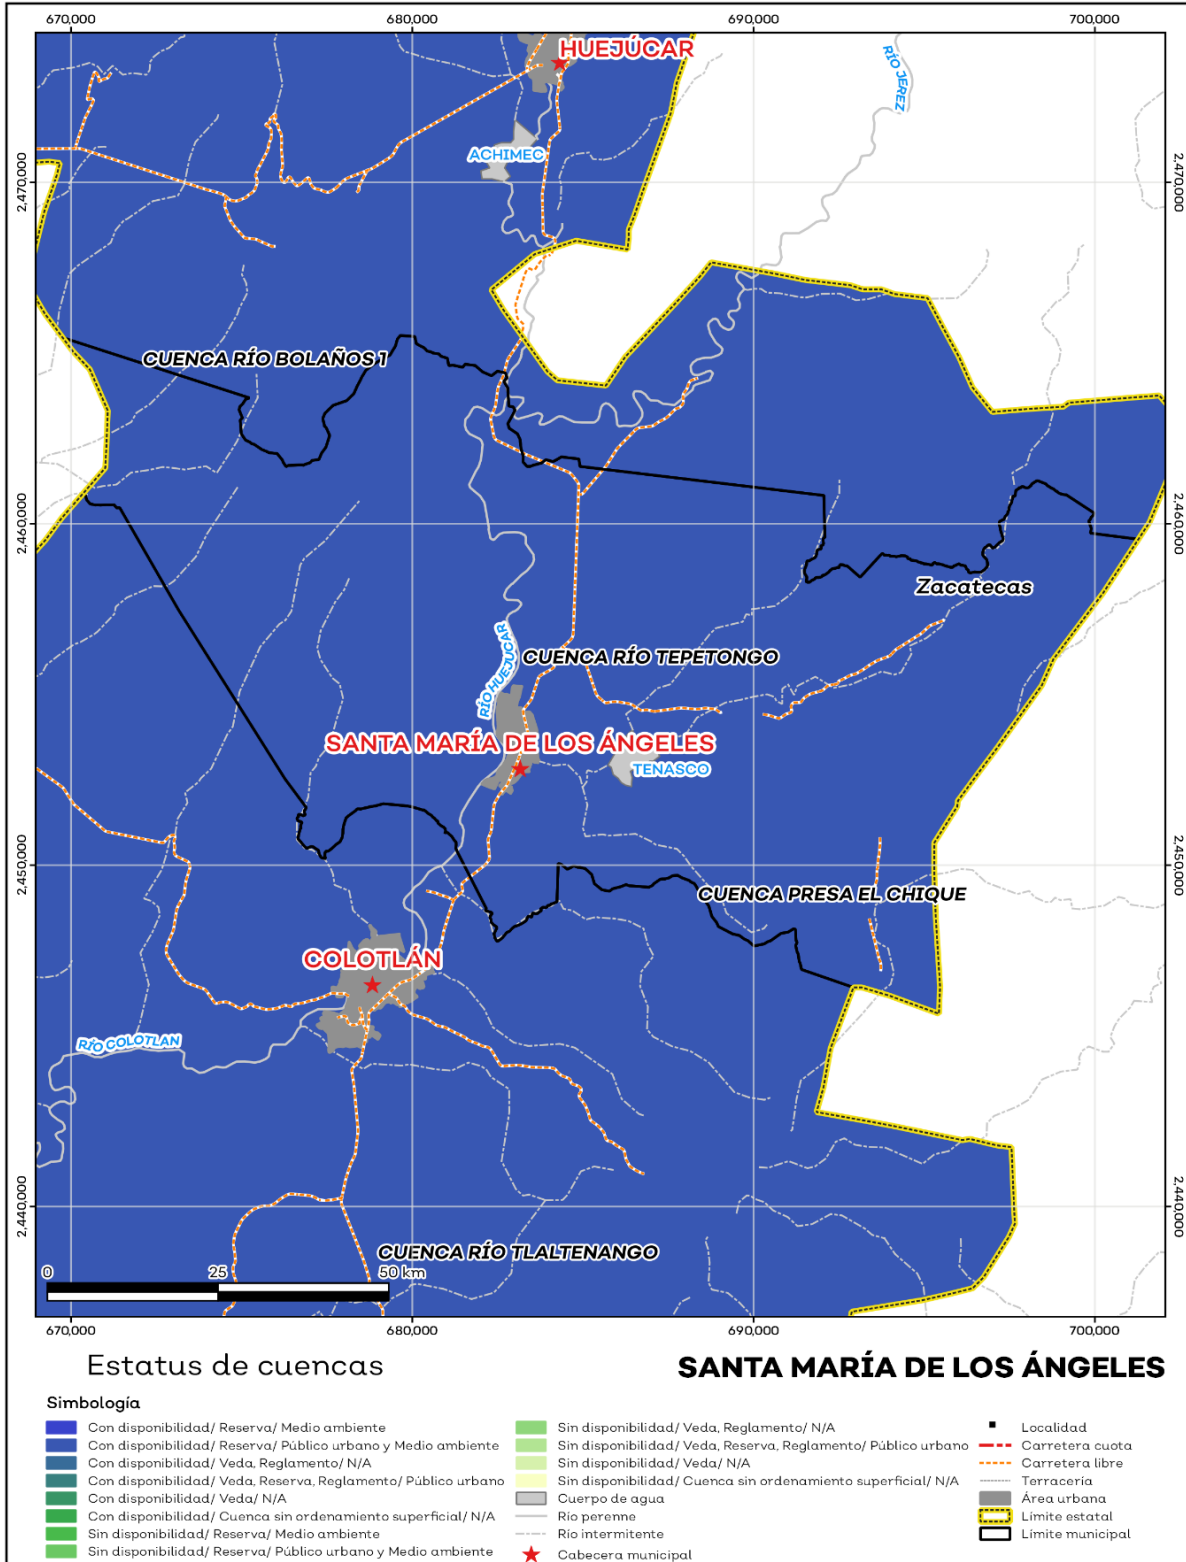 670,000 680,000 690,000 700,000
HUEJÚCAR
RÍO JEREZ
ACHIMEC
2,470,000 2,470,000
CUENCA RÍO BOLAÑOS 1
2,460,000 2,460,000
Zacatecas
RÍO HUEJUCAR
CUENCA RÍO TEPETONGO
SANTA MARÍA DE LOS ÁNGELES
TENASCO
2,450,000 2,450,000
CUENCA PRESA EL CHIQUE
COLOTLÁN
RÍO COLOTLAN
2,440,000 2,440,000
CUENCA RÍO TLALTENANGO
0 25 50 km
670,000 680,000 690,000 700,000
Estatus de cuencas
SANTA MARÍA DE LOS ÁNGELES
Simbología
Con disponibilidad/ Reserva/ Medio ambiente
Con disponibilidad/ Reserva/ Público urbano y Medio ambiente
Con disponibilidad/ Veda, Reglamento/ N/A
Con disponibilidad/ Veda, Reserva, Reglamento/ Público urbano
Con disponibilidad/ Veda/ N/A
Con disponibilidad/ Cuenca sin ordenamiento superficial/ N/A
Sin disponibilidad/ Reserva/ Medio ambiente
Sin disponibilidad/ Reserva/ Público urbano y Medio ambiente
Sin disponibilidad/ Veda, Reglamento/ N/A
Sin disponibilidad/ Veda, Reserva, Reglamento/ Público urbano
Sin disponibilidad/ Veda/ N/A
Sin disponibilidad/ Cuenca sin ordenamiento superficial/ N/A
Cuerpo de agua
Río perenne
Río intermitente
Cabecera municipal
Localidad
Carretera cuota
Carretera libre
Terracería
Área urbana
Límite estatal
Límite municipal